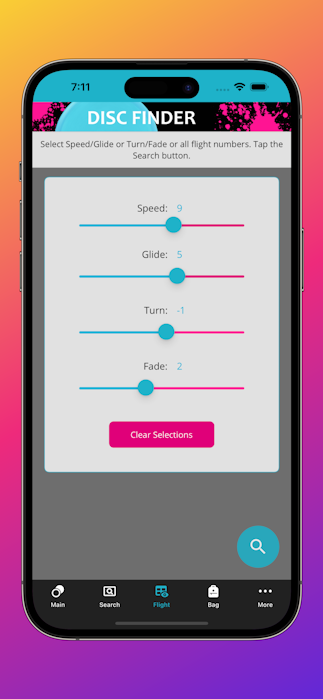 7:11
DISC FINDER
Select Speed/Glide or Turn/Fade or all flight numbers. Tap the
Search button.
Speed: 9
Glide: 5
Turn: -1
Fade: 2
Clear Selections
Main Search Flight Bag More